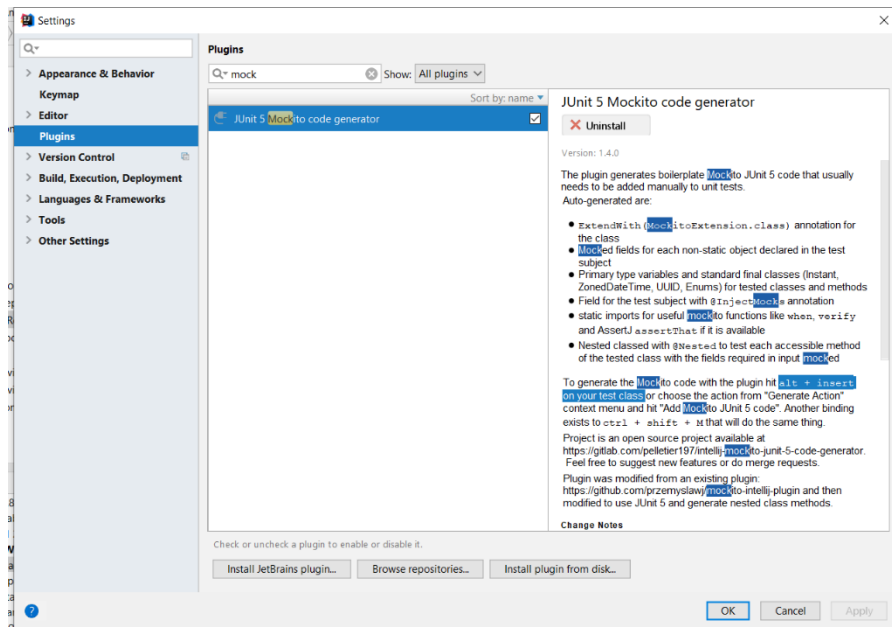 Settings
Appearance & Behavior
Keymap
Editor
Plugins
Version Control
Build, Execution, Deployment
Languages & Frameworks
Tools
Other Settings
Plugins
mock
Show: All plugins
Sort by: name
JUnit 5 Mockito code generator
Check or uncheck a plugin to enable or disable it.
Install JetBrains plugin...
Browse repositories...
Install plugin from disk...
JUnit 5 Mockito code generator
Uninstall
Version: 1.4.0
The plugin generates boilerplate Mockito JUnit 5 code that usually
needs to be added manually to unit tests.
Auto-generated are:
ExtendWith(MockitoExtension.class) annotation for
the class
Mocked fields for each non-static object declared in the test
subject
Primary type variables and standard final classes (Instant,
ZonedDateTime, UUID, Enums) for tested classes and methods
Field for the test subject with @InjectMocks annotation
static imports for useful mockito functions like when, verify
and AssertJ assertThat if it is available
Nested classed with @Nested to test each accessible method
of the tested class with the fields required in input mocked
To generate the Mockito code with the plugin hit alt + insert
on your test class or choose the action from "Generate Action"
context menu and hit "Add Mockito JUnit 5 code". Another binding
exists to ctrl + shift + M that will do the same thing.
Project is an open source project available at
https://gitlab.com/pelletier197/intellij-mockito-junit-5-code-generator.
Feel free to suggest new features or do merge requests.
Plugin was modified from an existing plugin:
https://github.com/przemyslawj/mockito-intellij-plugin and then
modified to use JUnit 5 and generate nested class methods.
Change Notes
?
OK
Cancel
Apply